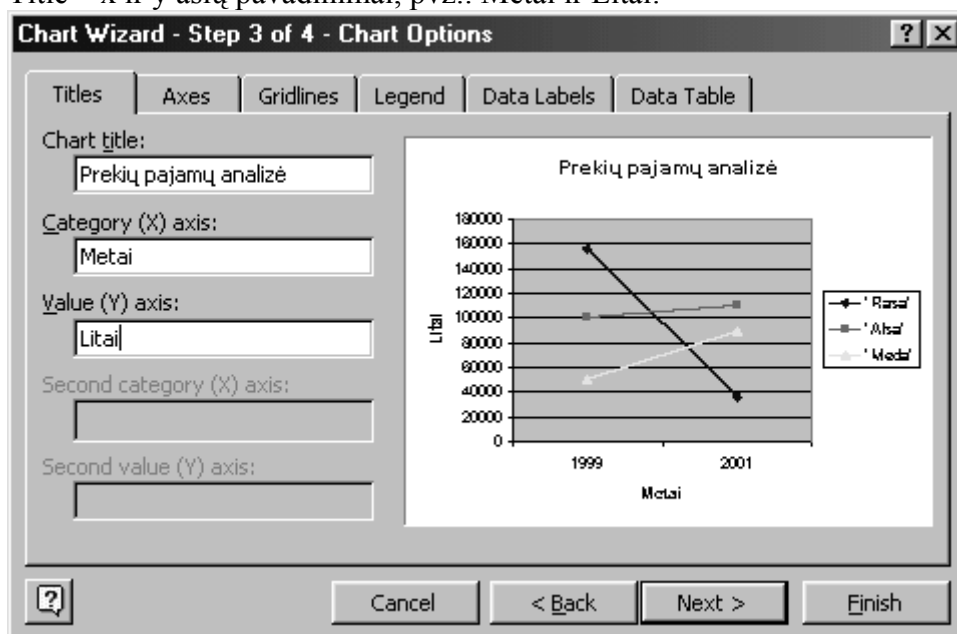 Title – x ir y ašių pavadinimai, pvz.: Metai ir Litai.
Chart Wizard - Step 3 of 4 - Chart Options
Titles Axes Gridlines Legend Data Labels Data Table
Chart title:
Prekių pajamų analizė
Category (X) axis:
Metai
Value (Y) axis:
Litai
Second category (X) axis:
Second value (Y) axis:
Prekių pajamų analizė
180000
160000
140000
120000
100000
80000
60000
40000
20000
0
Litai
1999 2001
Metai
"Rasa"
"Alsa"
"Meda"
Cancel < Back Next > Finish